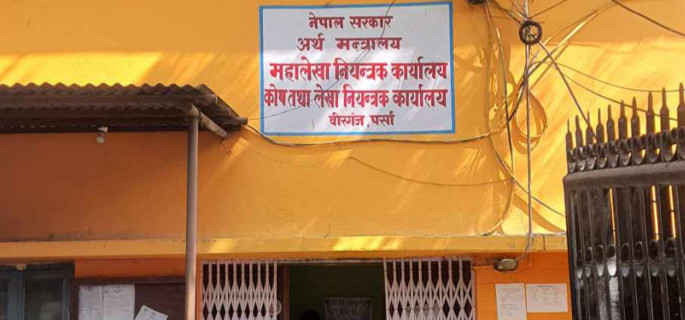 नेपाल सरकार
अर्थ मन्त्रालय
महालेखा नियन्त्रक कार्यालय
कोष तथा लेखा नियन्त्रक कार्यालय
वीरगंज, पर्सा